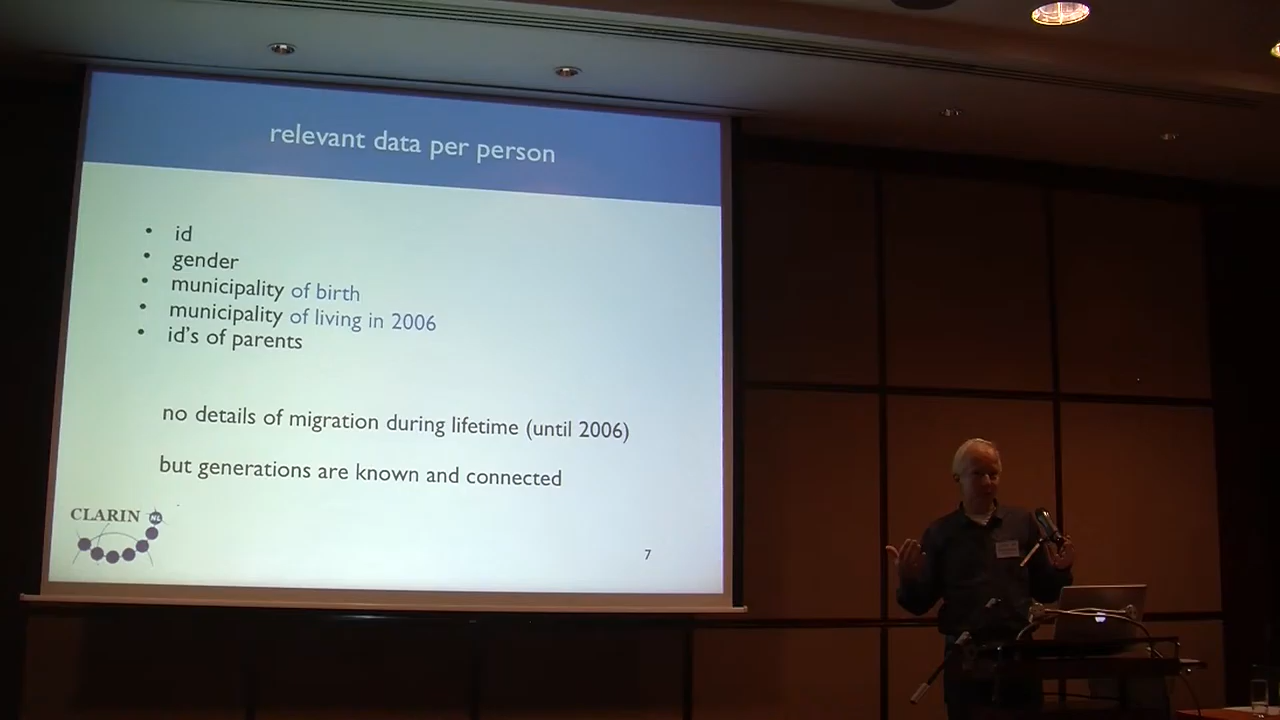 relevant data per person
• id
• gender
• municipality of birth
• municipality of living in 2006
• id's of parents
no details of migration during lifetime (until 2006)
but generations are known and connected
CLARIN NL
7